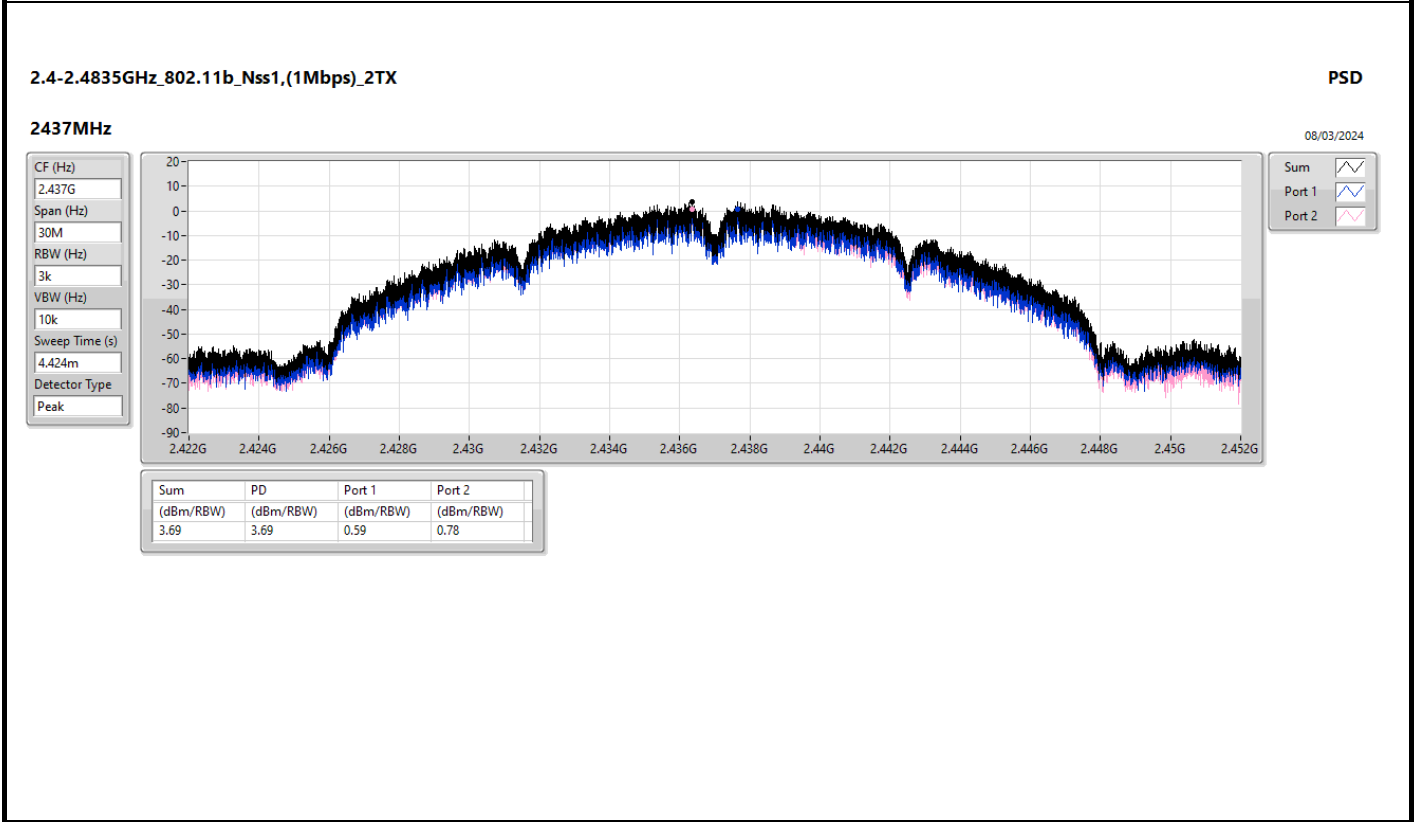 2.4-2.4835GHz_802.11b_Nss1,(1Mbps)_2TX
PSD
2437MHz
08/03/2024
CF (Hz)
2.437G
Span (Hz)
30M
RBW (Hz)
3k
VBW (Hz)
10k
Sweep Time (s)
4.424m
Detector Type
Peak
20
10
0
-10
-20
-30
-40
-50
-60
-70
-80
-90
2.422G 2.424G 2.426G 2.428G 2.43G 2.432G 2.434G 2.436G 2.438G 2.44G 2.442G 2.444G 2.446G 2.448G 2.45G 2.452G
Sum
Port 1
Port 2
Sum PD Port 1 Port 2
(dBm/RBW) (dBm/RBW) (dBm/RBW) (dBm/RBW)
3.69 3.69 0.59 0.78